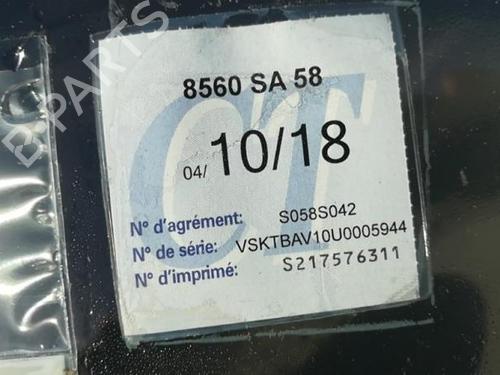 B-PARTS
8560 SA 58
CT
04/ 10/18
N° d'agrément: S058S042
N° de série: VSKTBAV10U0005944
N° d'imprimé: S217576311